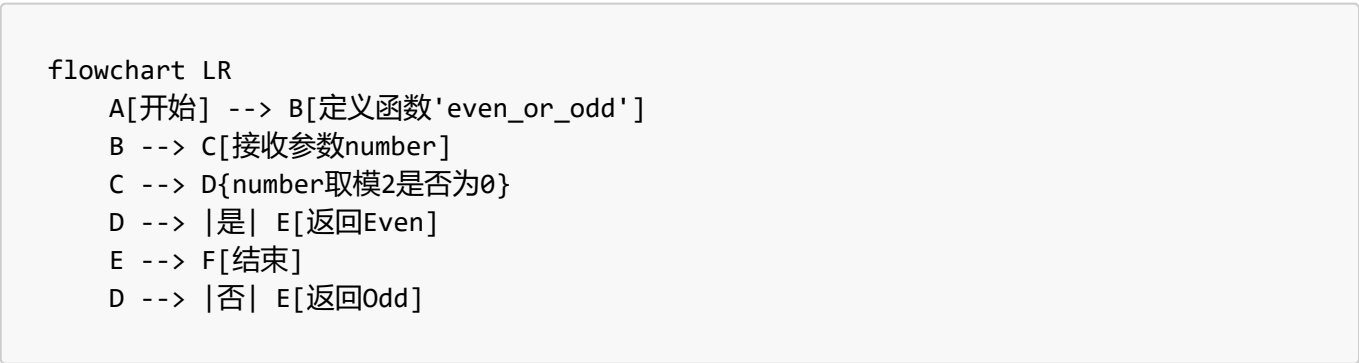 flowchart LR
    A[开始] --> B[定义函数'even_or_odd']
    B --> C[接收参数number]
    C --> D{number取模2是否为0}
    D --> |是| E[返回Even]
    E --> F[结束]
    D --> |否| E[返回Odd]